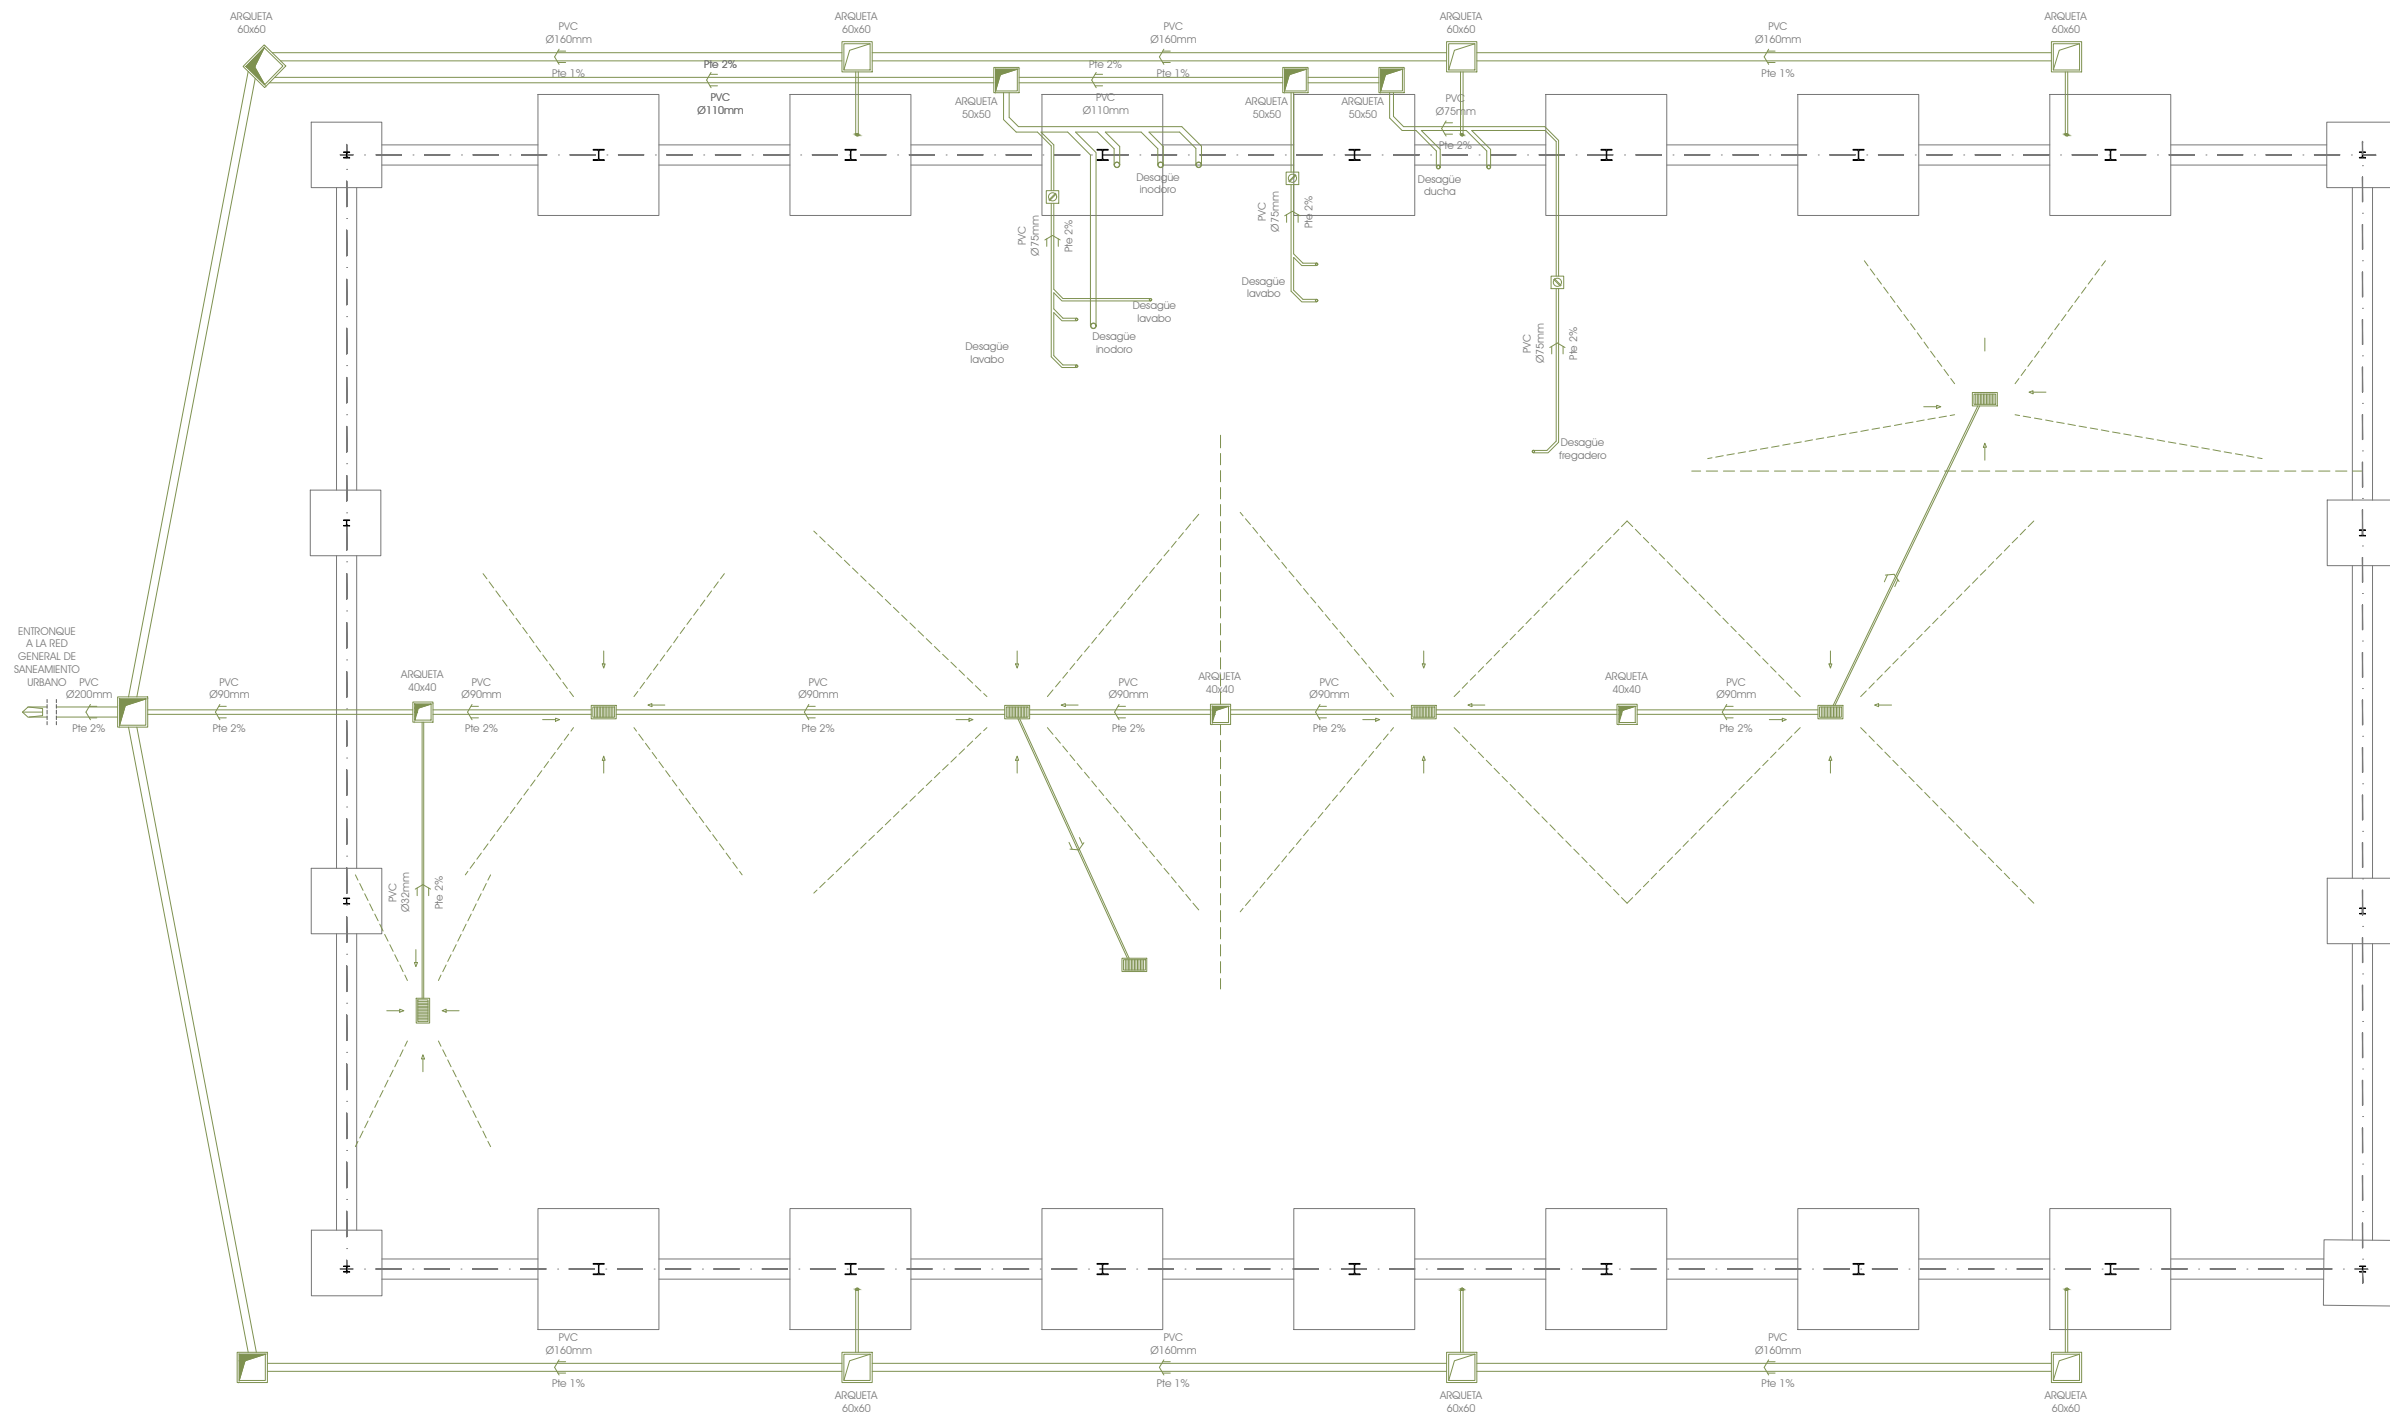 ARQUETA
60x60
PVC
Ø160mm
Pte 1%
ARQUETA
60x60
PVC
Ø160mm
Pte 1%
ARQUETA
60x60
PVC
Ø160mm
Pte 1%
ARQUETA
60x60
Pte 2%
PVC
Ø110mm
ARQUETA
50x50
Pte 2%
PVC
Ø110mm
ARQUETA
50x50
ARQUETA
50x50
PVC
Ø75mm
Pte 2%
Desagüe
inodoro
Desagüe
ducha
PVC
Ø75mm
Pte 2%
PVC
Ø75mm
Pte 2%
Desagüe
lavabo
Desagüe
lavabo
Desagüe
inodoro
Desagüe
lavabo
PVC
Ø75mm
Pte 2%
Desagüe
fregadero
ENTRONQUE
A LA RED
GENERAL DE
SANEAMIENTO
URBANO
PVC
Ø200mm
Pte 2%
PVC
Ø90mm
Pte 2%
ARQUETA
40x40
PVC
Ø90mm
Pte 2%
PVC
Ø90mm
Pte 2%
PVC
Ø90mm
Pte 2%
ARQUETA
40x40
PVC
Ø90mm
Pte 2%
ARQUETA
40x40
PVC
Ø90mm
Pte 2%
PVC
Ø32mm
Pte 2%
PVC
Ø160mm
Pte 1%
ARQUETA
60x60
PVC
Ø160mm
Pte 1%
ARQUETA
60x60
PVC
Ø160mm
Pte 1%
ARQUETA
60x60